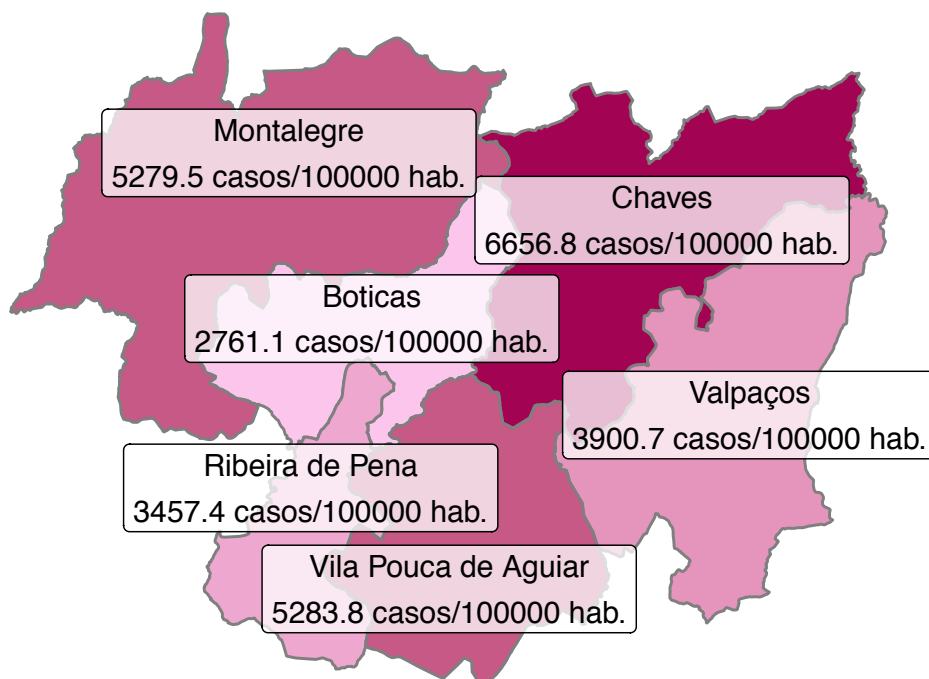 Montalegre
5279.5 casos/100000 hab.
Chaves
6656.8 casos/100000 hab.
Boticas
2761.1 casos/100000 hab.
Valpaços
3900.7 casos/100000 hab.
Ribeira de Pena
3457.4 casos/100000 hab.
Vila Pouca de Aguiar
5283.8 casos/100000 hab.